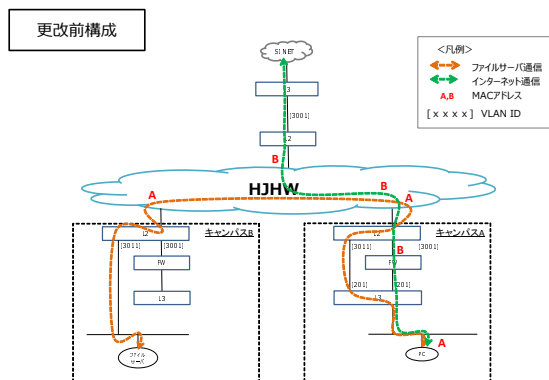 更改前構成
<凡例>
ファイルサーバ通信
インターネット通信
A,B MACアドレス
[ｘｘｘｘ] VLAN ID
SINET
L3
[3001]
L2
B
HJHW
A
B
A
L2
キャンパスB
[3011]
[3001]
FW
L3
ファイル
サーバ
L2
キャンパスA
[3011]
[3001]
B
FW
[201]
[201]
L3
A
PC